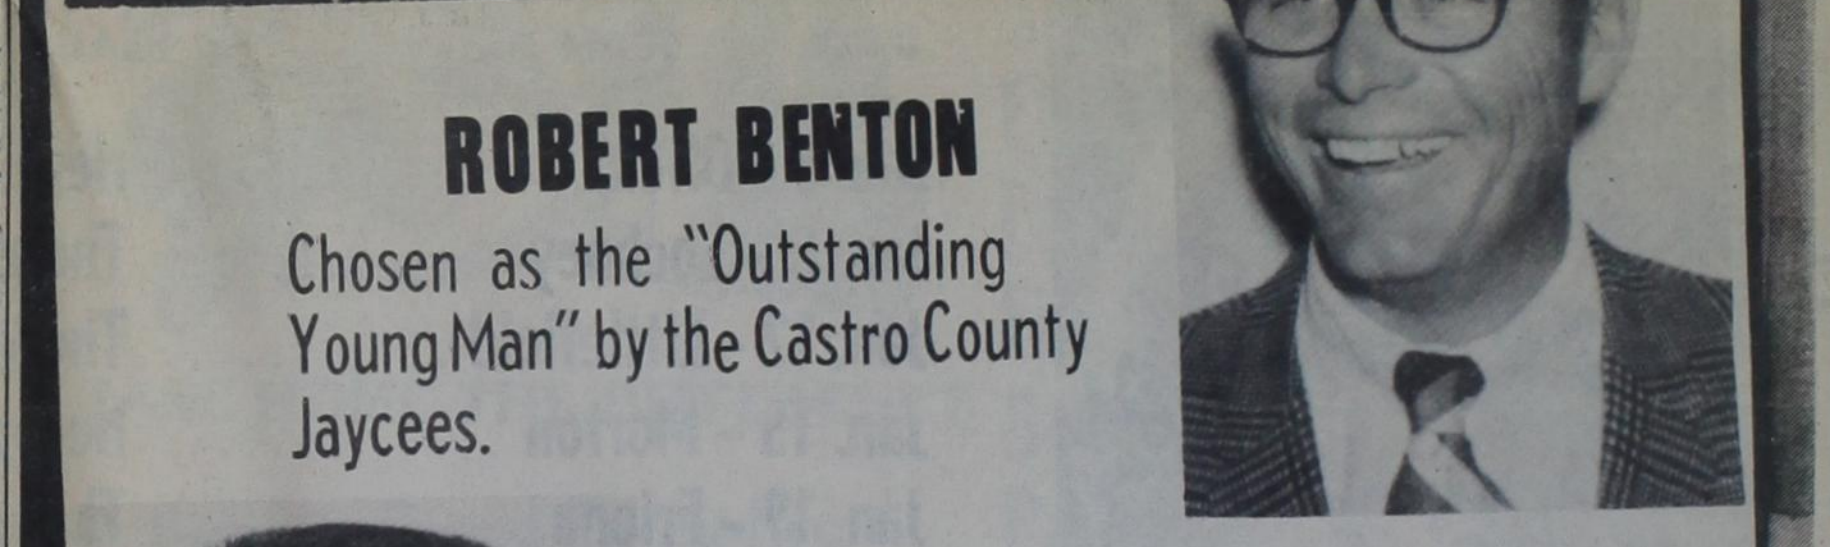 ROBERT BENTON
Chosen as the "Outstanding
Young Man" by the Castro County
Jaycees.